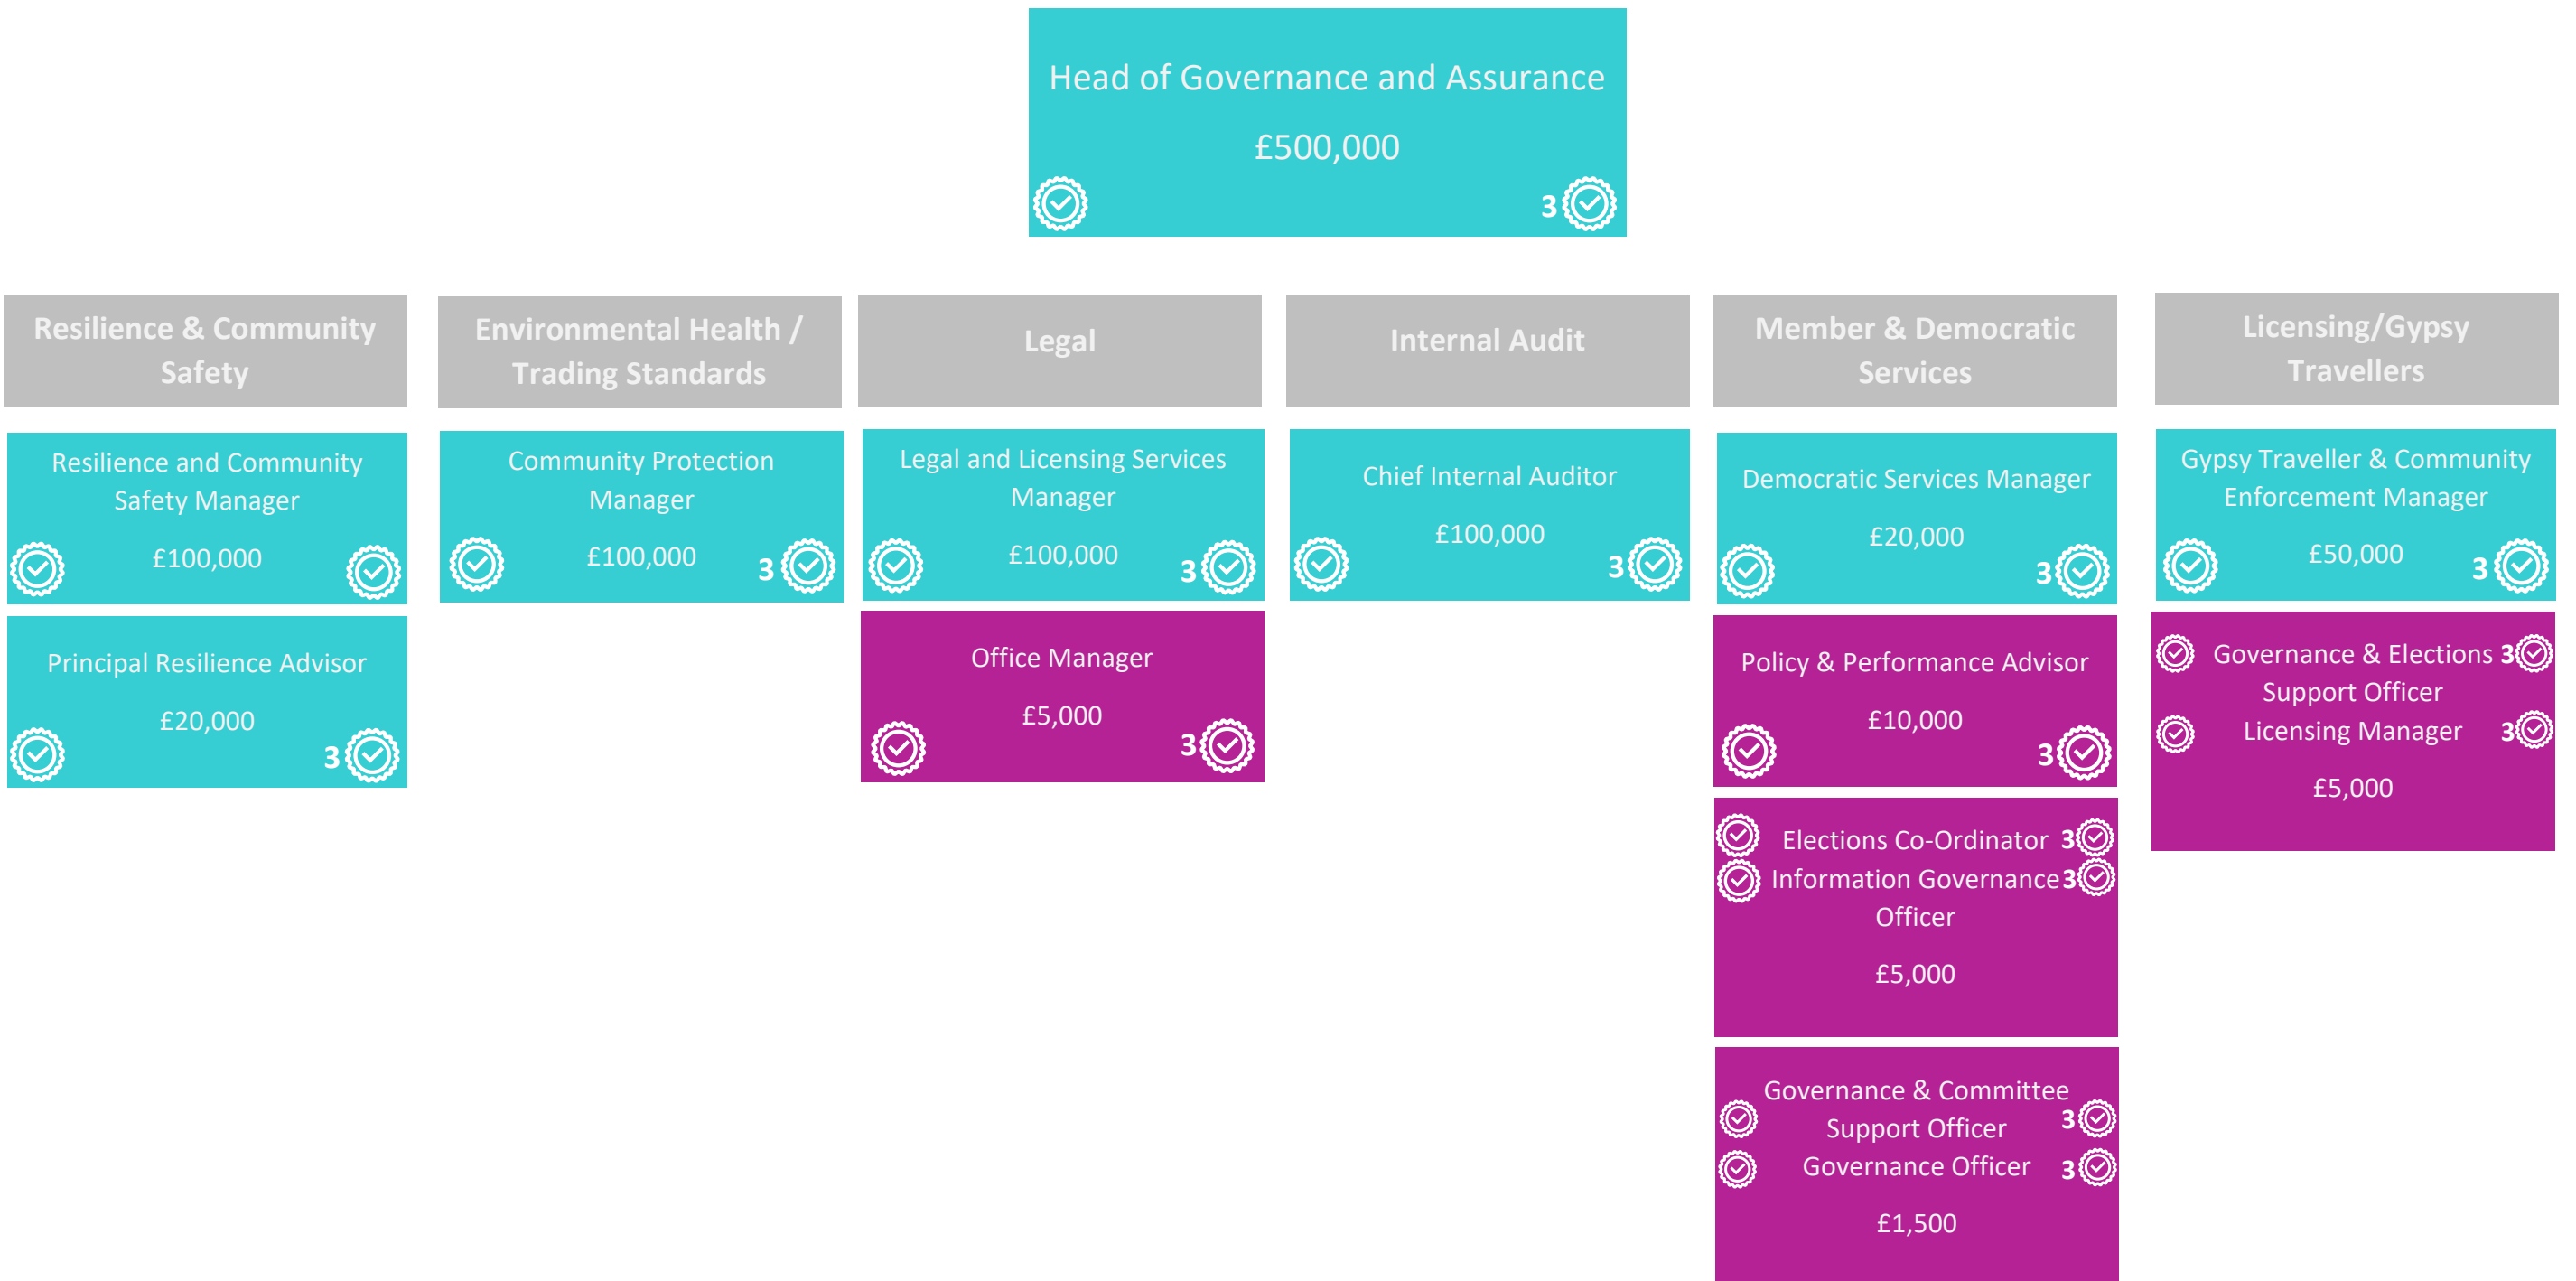 Head of Governance and Assurance
£500,000
3
Resilience & Community
Safety
Resilience and Community
Safety Manager
£100,000
Principal Resilience Advisor
£20,000
3
Environmental Health /
Trading Standards
Community Protection
Manager
£100,000
3
Legal
Legal and Licensing Services
Manager
£100,000
3
Office Manager
£5,000
3
Internal Audit
Chief Internal Auditor
£100,000
3
Member & Democratic
Services
Democratic Services Manager
£20,000
3
Policy & Performance Advisor
£10,000
3
Elections Co-Ordinator 3
Information Governance 3
Officer
£5,000
Governance & Committee
Support Officer 3
Governance Officer 3
£1,500
Licensing/Gypsy
Travellers
Gypsy Traveller & Community
Enforcement Manager
£50,000
3
Governance & Elections 3
Support Officer
Licensing Manager 3
£5,000